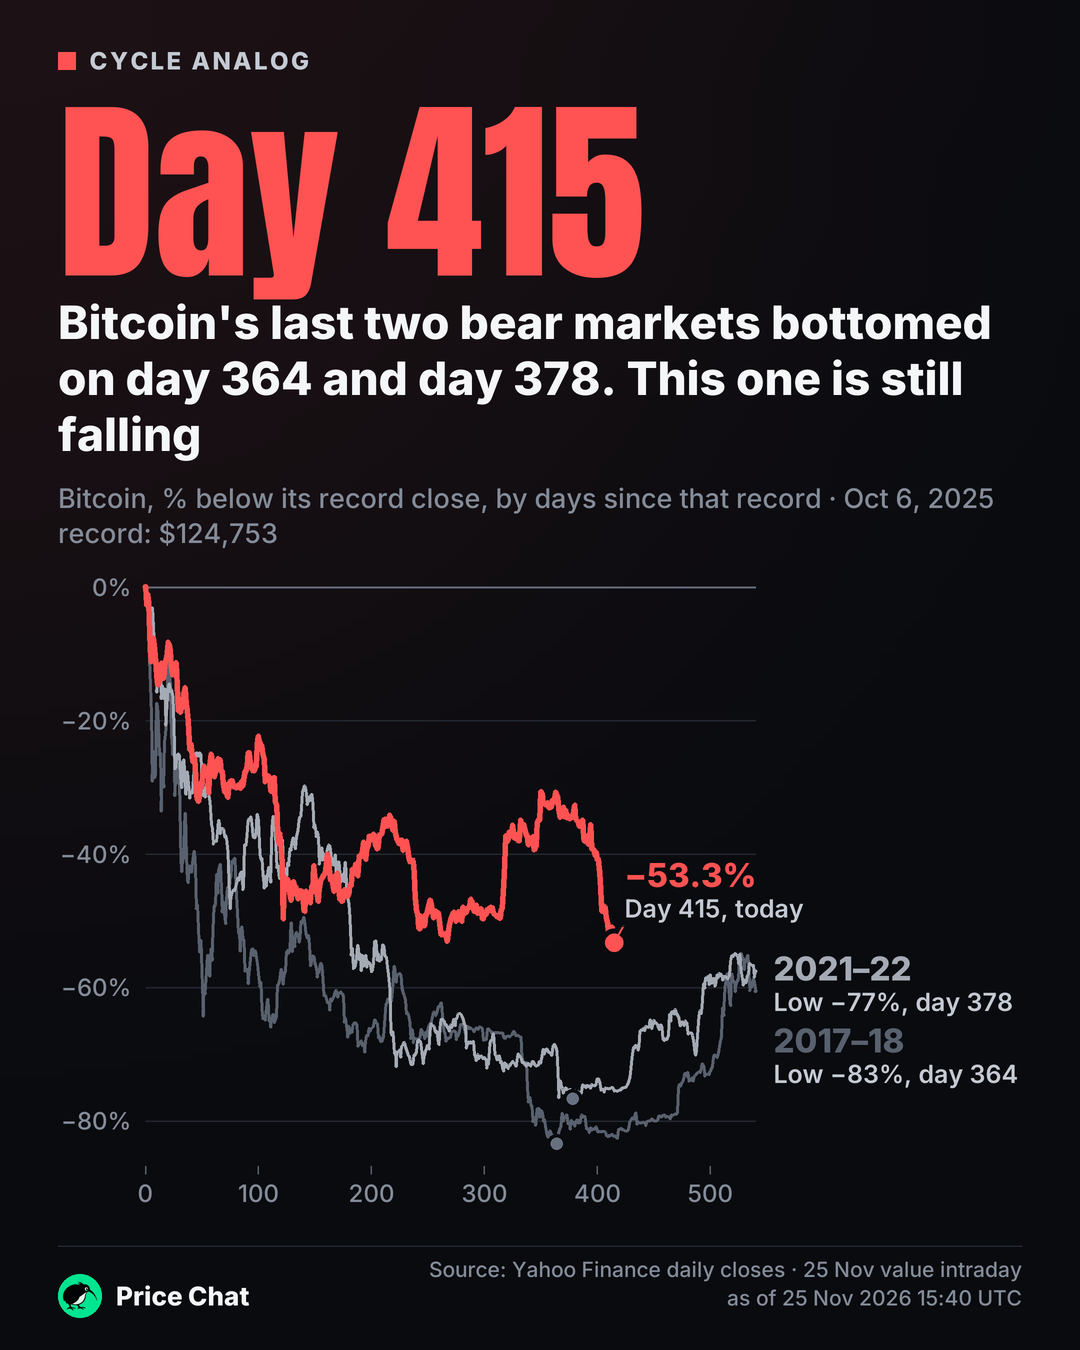 CYCLE ANALOG
Day 415
Bitcoin's last two bear markets bottomed
on day 364 and day 378. This one is still
falling
Bitcoin, % below its record close, by days since that record · Oct 6, 2025
record: $124,753
0%
−20%
−40%
−60%
−80%
−53.3%
Day 415, today
2021–22
Low −77%, day 378
2017–18
Low −83%, day 364
0 100 200 300 400 500
Source: Yahoo Finance daily closes · 25 Nov value intraday
as of 25 Nov 2026 15:40 UTC
Price Chat